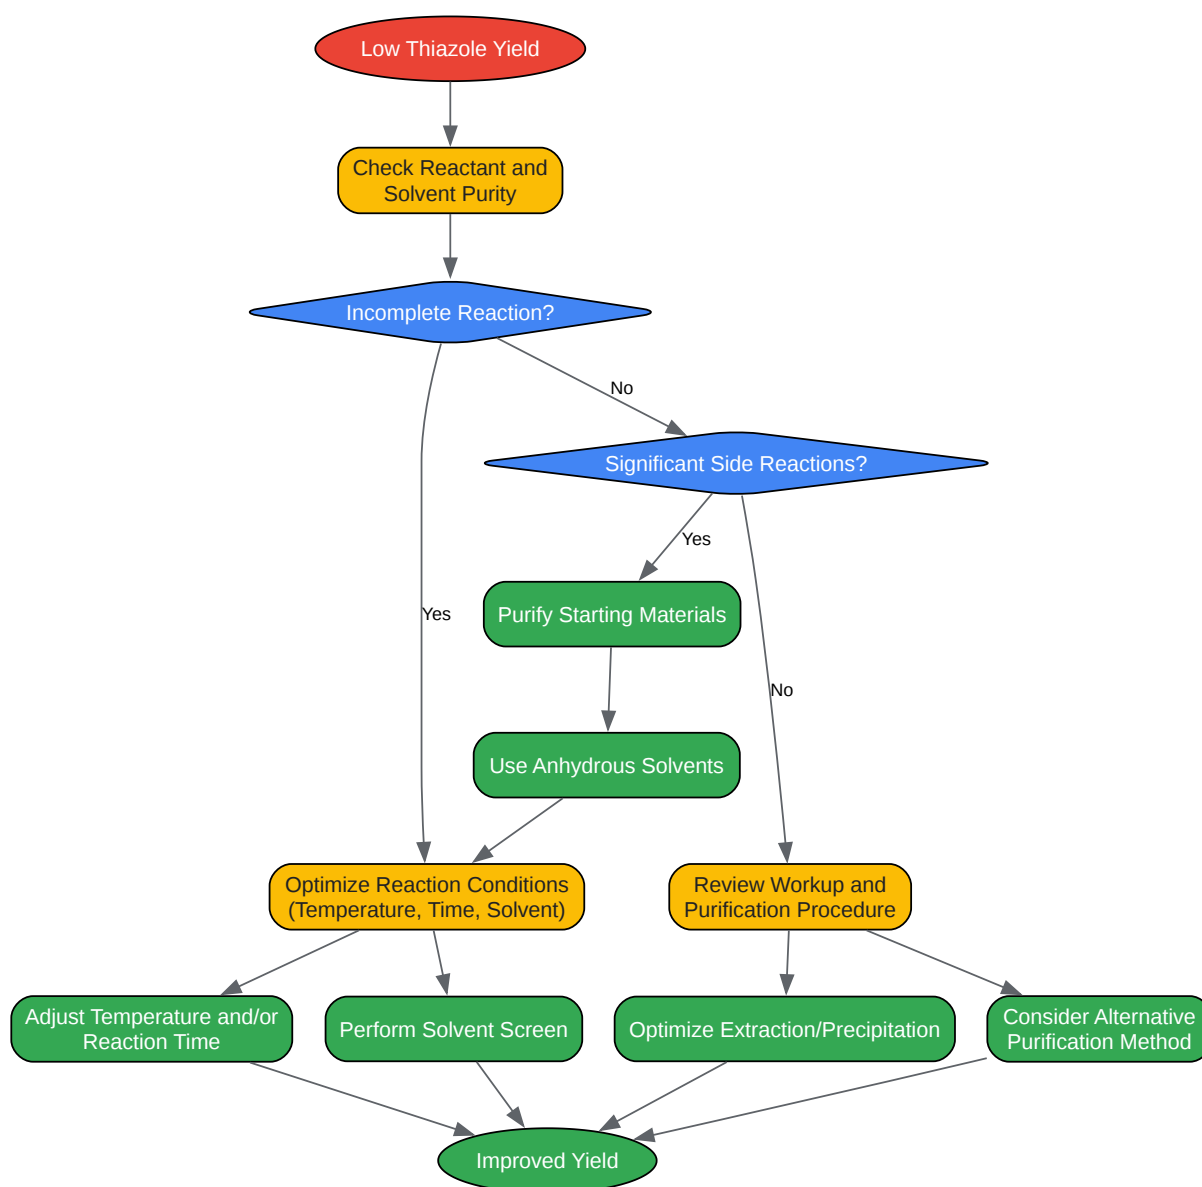 Low Thiazole Yield
Check Reactant and
Solvent Purity
Incomplete Reaction?
No
Significant Side Reactions?
Yes
Purify Starting Materials
Yes
No
Use Anhydrous Solvents
Optimize Reaction Conditions
(Temperature, Time, Solvent)
Review Workup and
Purification Procedure
Adjust Temperature and/or
Reaction Time
Perform Solvent Screen
Optimize Extraction/Precipitation
Consider Alternative
Purification Method
Improved Yield